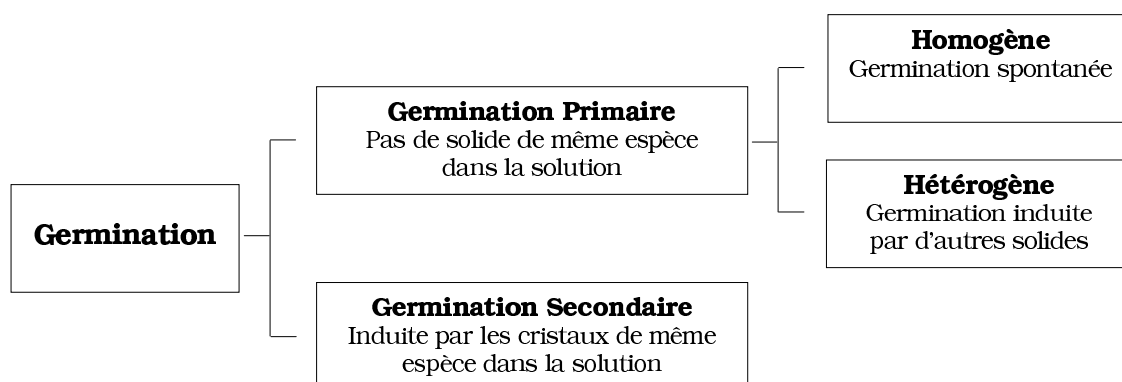 Germination
Germination Primaire
Pas de solide de même espèce
dans la solution
Germination Secondaire
Induite par les cristaux de même
espèce dans la solution
Homogène
Germination spontanée
Hétérogène
Germination induite
par d'autres solides